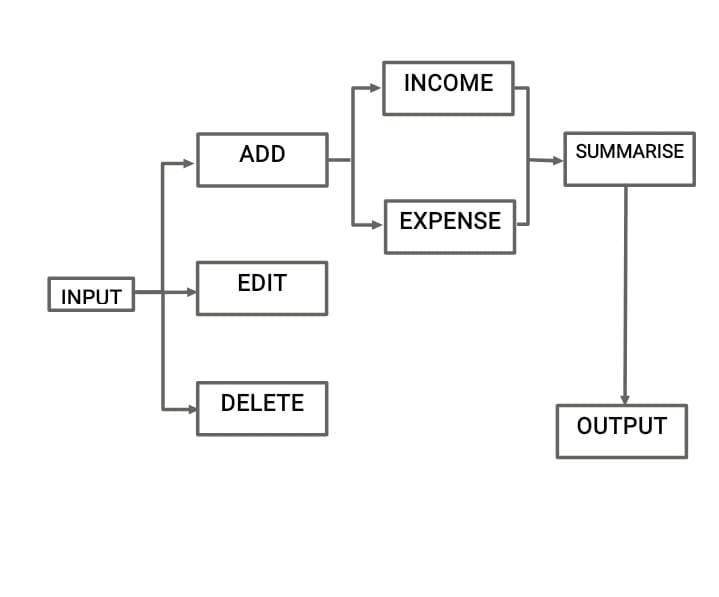 INCOME
ADD
SUMMARISE
EXPENSE
INPUT
EDIT
DELETE
OUTPUT